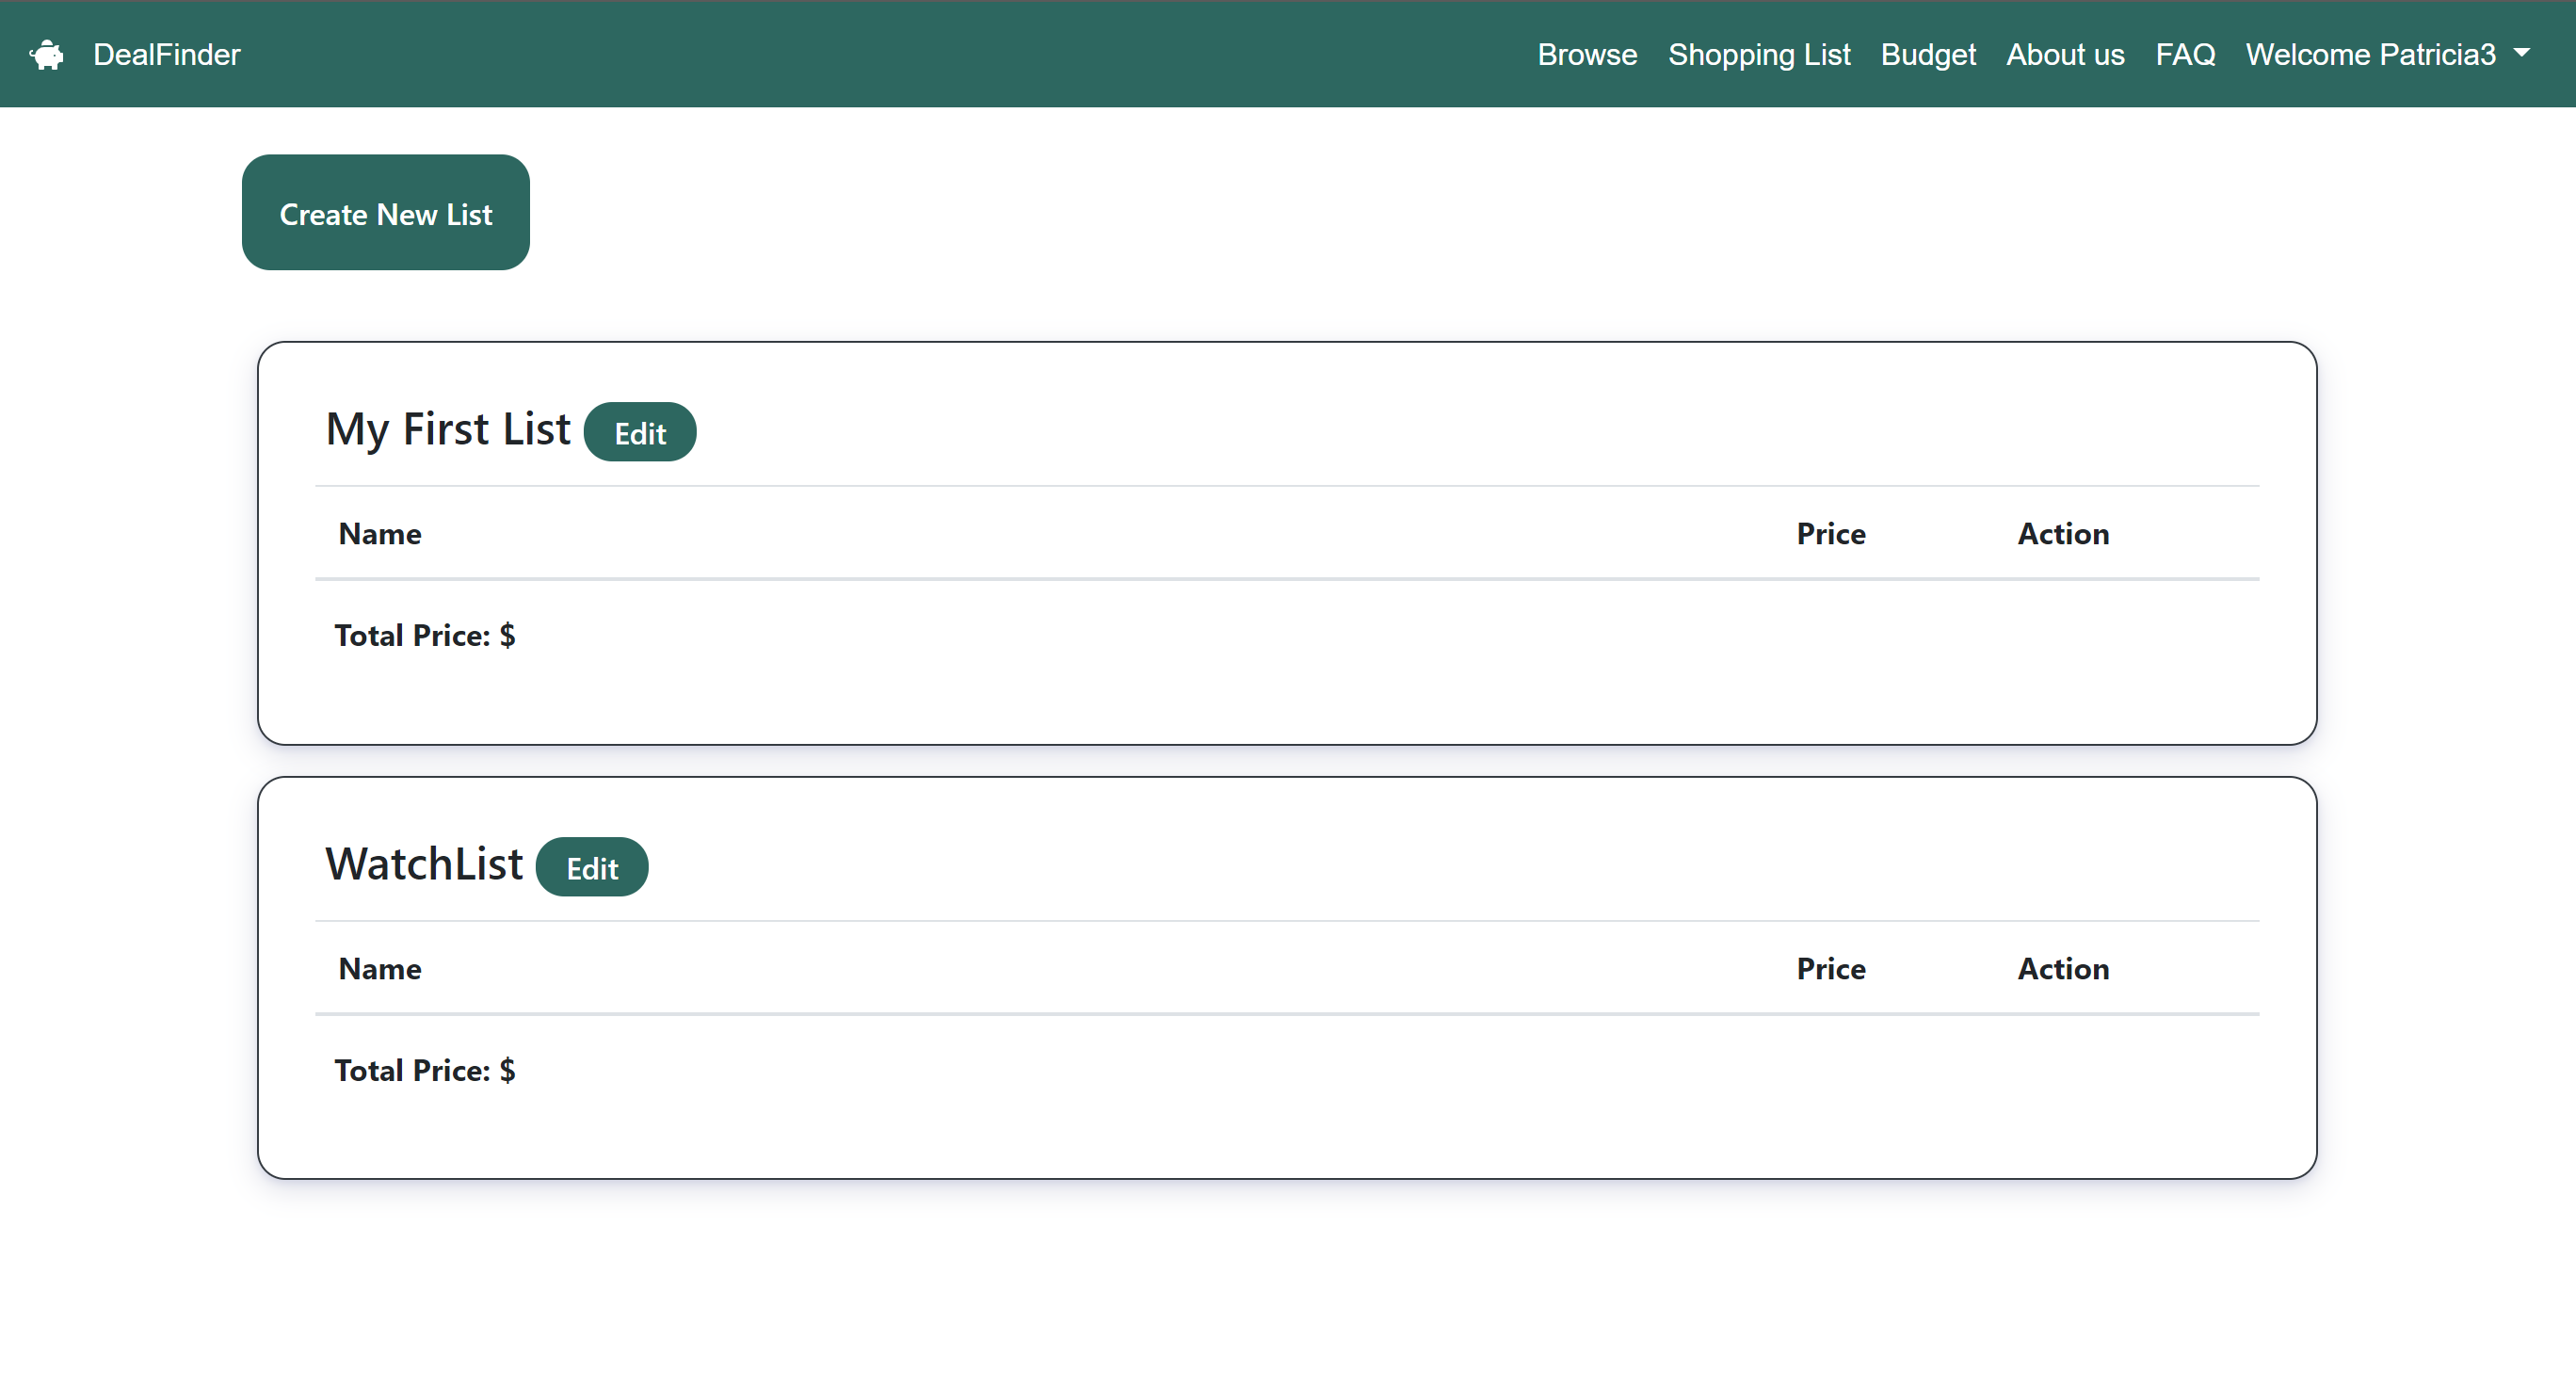 DealFinder Browse Shopping List Budget About us FAQ Welcome Patricia3
Create New List
My First List Edit
Name Price Action
Total Price: $
WatchList Edit
Name Price Action
Total Price: $